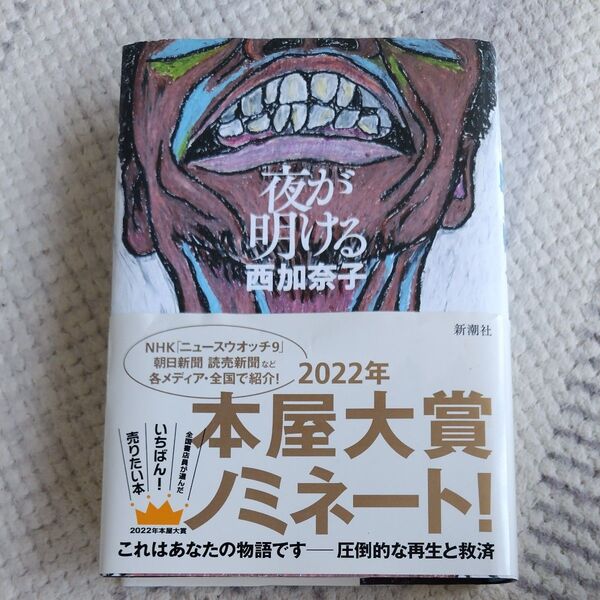 夜が
明ける
西加奈子
新潮社
NHK「ニュースウオッチ9」
朝日新聞 読売新聞など
各メディア・全国で紹介!
2022年
本屋大賞
ノミネート!
全国書店員が選んだ
いちばん!
売りたい本
2022年本屋大賞
これはあなたの物語です――圧倒的な再生と救済